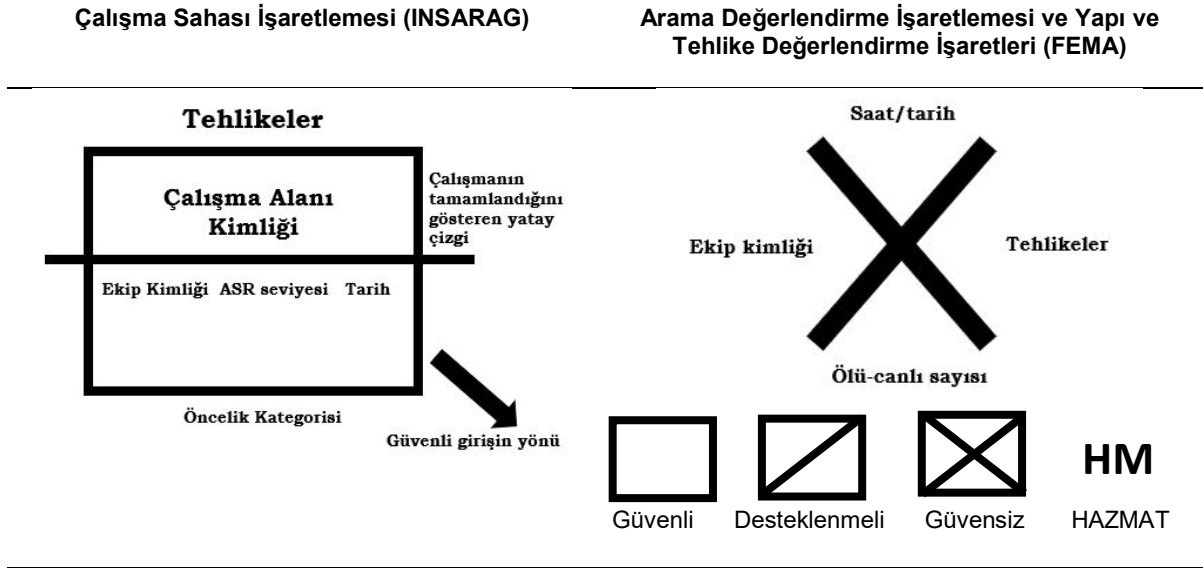 Çalışma Sahası İşaretlemesi (INSARAG)
Arama Değerlendirme İşaretlemesi ve Yapı ve
Tehlike Değerlendirme İşaretleri (FEMA)
Tehlikeler
Çalışma Alanı
Kimliği
Çalışmanın
tamamlandığını
gösteren yatay
çizgi
Ekip Kimliği ASR seviyesi Tarih
Öncelik Kategorisi
Güvenli girişin yönü
Saat/tarih
Ekip kimliği
Tehlikeler
Ölü-canlı sayısı
HM
Güvenli
Desteklenmeli
Güvensiz
HAZMAT